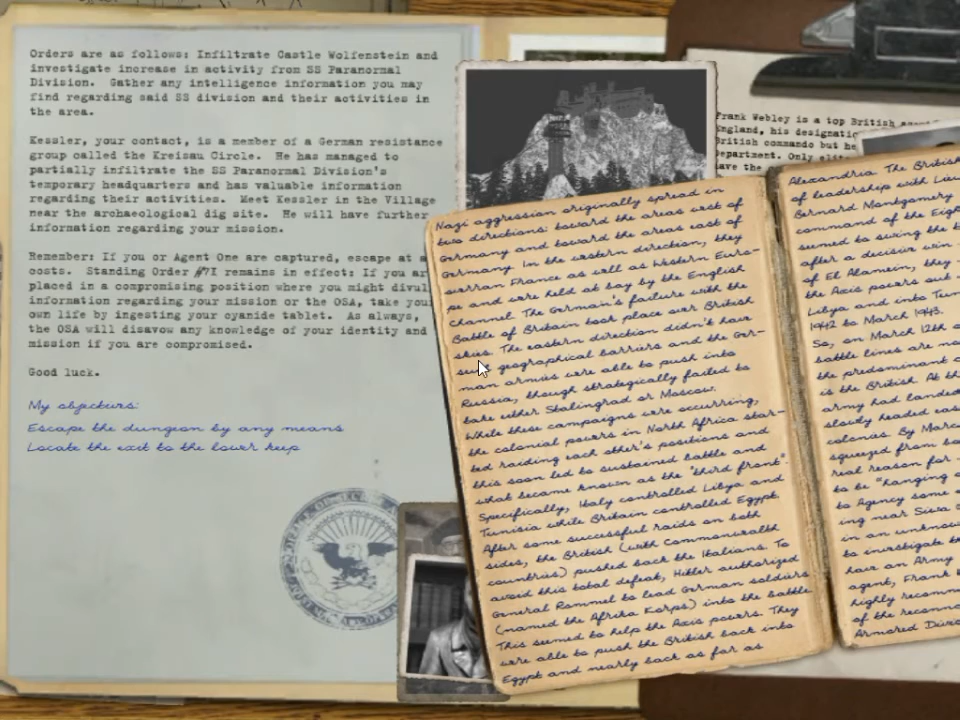 Orders are as follows: Infiltrate Castle Wolfenstein and
investigate increase in activity from SS Paranormal
Division. Gather any intelligence information you may
find regarding said SS division and their activities in
the area.
Kessler, your contact, is a member of a German resistance
group called the Kreisau Circle. He has managed to
partially infiltrate the SS Paranormal Division's
temporary headquarters and has valuable information
regarding their activities. Meet Kessler in the Village
near the archaeological dig site. He will have further
information regarding your mission.
Remember: If you or Agent One are captured, escape at a
costs. Standing Order #71 remains in effect: If you ar
placed in a compromising position where you might divul
information regarding your mission or the OSA, take you
own life by ingesting your cyanide tablet. As always,
the OSA will disavow any knowledge of your identity and
mission if you are compromised.
Good luck.
My objectives:
Escape the dungeon by any means
Locate the exit to the lower keep
Nazi aggression originally spread in
two directions: toward the areas west of
Germany and toward the areas east of
Germany. In the western direction, they
overran France as well as Western Euro-
pe and were held at bay by the English
Channel. The German's failure with the
Battle of Britain took place over British
skies. The eastern direction didn't have
such geographical barriers and the Ger-
man armies were able to push into
Russia, though strategically failed to
take either Stalingrad or Moscow.
While these campaigns were occurring,
the colonial powers in North Africa star-
ted raiding each other's positions and
this soon led to sustained battle and
what became known as the "third front".
Specifically, Italy controlled Libya and
Tunisia while Britain controlled Egypt.
After some successful raids on both
sides, the British (with Commonwealth
countries) pushed back the Italians. To
avoid this total defeat, Hitler authorized
General Rommel to lead German soldiers
(named the Afrika Korps) into the battle
This seemed to help the Axis powers. They
were able to push the British back into
Egypt and nearly back as far as
Alexandria. The British
of leadership with Lieu
Bernard Montgomery
command of the Eigh
seemed to swing the
after a decisive win
of El Alamein, they
the Axis powers out
Libya and into Tun
1942 to March 1943.
So, on March 12th
battle lines are mo
the predominant
is the British. At th
army had landed
slowly headed eas
colonies. By Marc
squeezed from bo
real reason for
to be "hanging
to Agency some
ing near Siwa
in an unknow
to investigate th
have an Army
agent, Frank
highly recomm
of the reconna
Armored Divis
Frank Webley is a top British
England, his designatio
British commando but he
Department. Only eli
have the